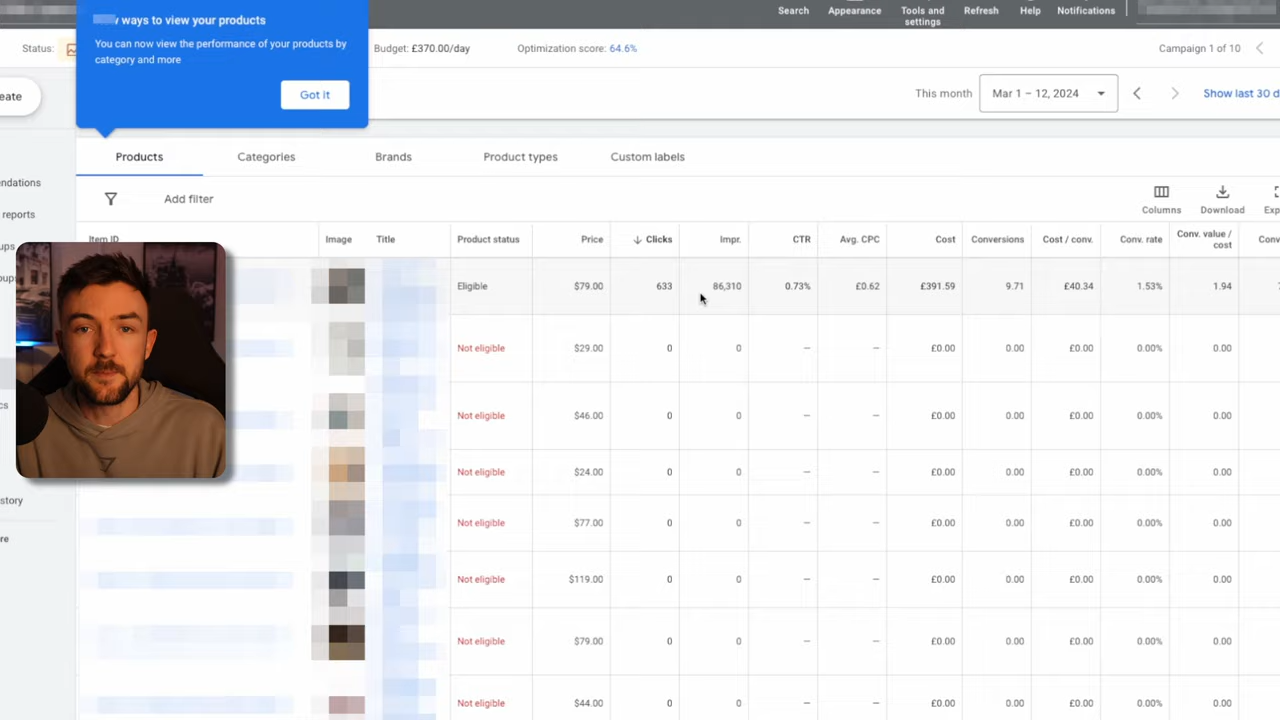 ways to view your products
You can now view the performance of your products by
category and more
Got it
Search
Appearance
Tools and
settings
Refresh
Help
Notifications
Status:
Budget: £370.00/day
Optimization score: 64.6%
Campaign 1 of 10
eate
This month
Mar 1 – 12, 2024
Show last 30 d
Products
Categories
Brands
Product types
Custom labels
endations
reports
ups
oups
cs
story
re
Add filter
Columns
Download
Exp
Item ID
Image
Title
Product status
Price
Clicks
Impr.
CTR
Avg. CPC
Cost
Conversions
Cost / conv.
Conv. rate
Conv. value /
cost
Conv
Eligible $79.00 633 86,310 0.73% £0.62 £391.59 9.71 £40.34 1.53% 1.94
Not eligible $29.00 0 0 – – £0.00 0.00 £0.00 0.00% 0.00
Not eligible $46.00 0 0 – – £0.00 0.00 £0.00 0.00% 0.00
Not eligible $24.00 0 0 – – £0.00 0.00 £0.00 0.00% 0.00
Not eligible $77.00 0 0 – – £0.00 0.00 £0.00 0.00% 0.00
Not eligible $119.00 0 0 – – £0.00 0.00 £0.00 0.00% 0.00
Not eligible $79.00 0 0 – – £0.00 0.00 £0.00 0.00% 0.00
Not eligible $44.00 0 0 – – £0.00 0.00 £0.00 0.00% 0.00